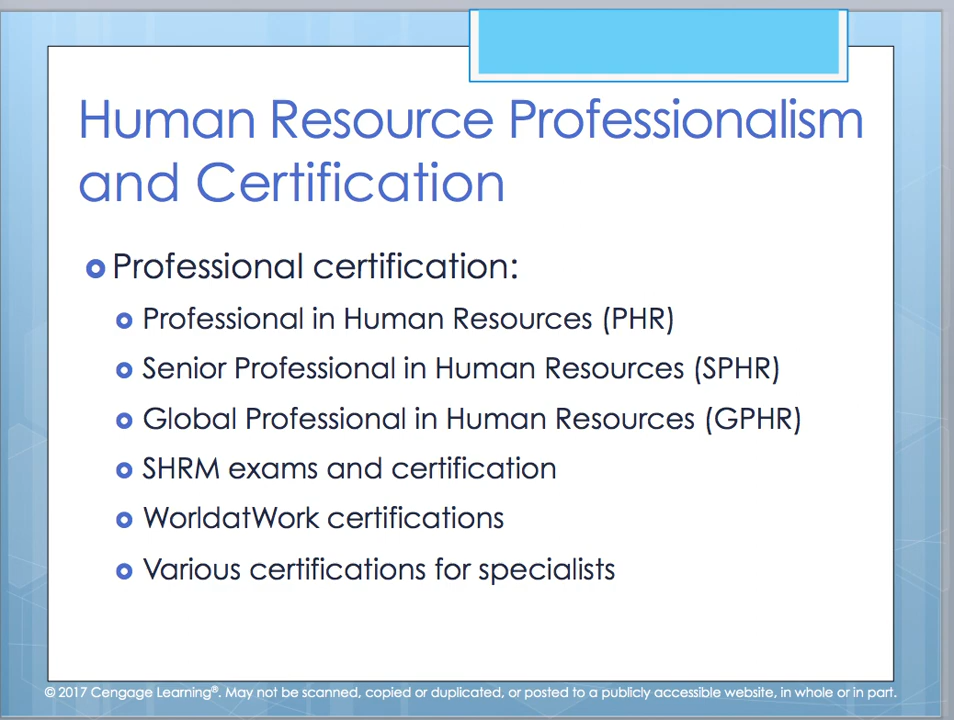 Human Resource Professionalism
and Certification
Professional certification:
Professional in Human Resources (PHR)
Senior Professional in Human Resources (SPHR)
Global Professional in Human Resources (GPHR)
SHRM exams and certification
WorldatWork certifications
Various certifications for specialists
© 2017 Cengage Learning®. May not be scanned, copied or duplicated, or posted to a publicly accessible website, in whole or in part.